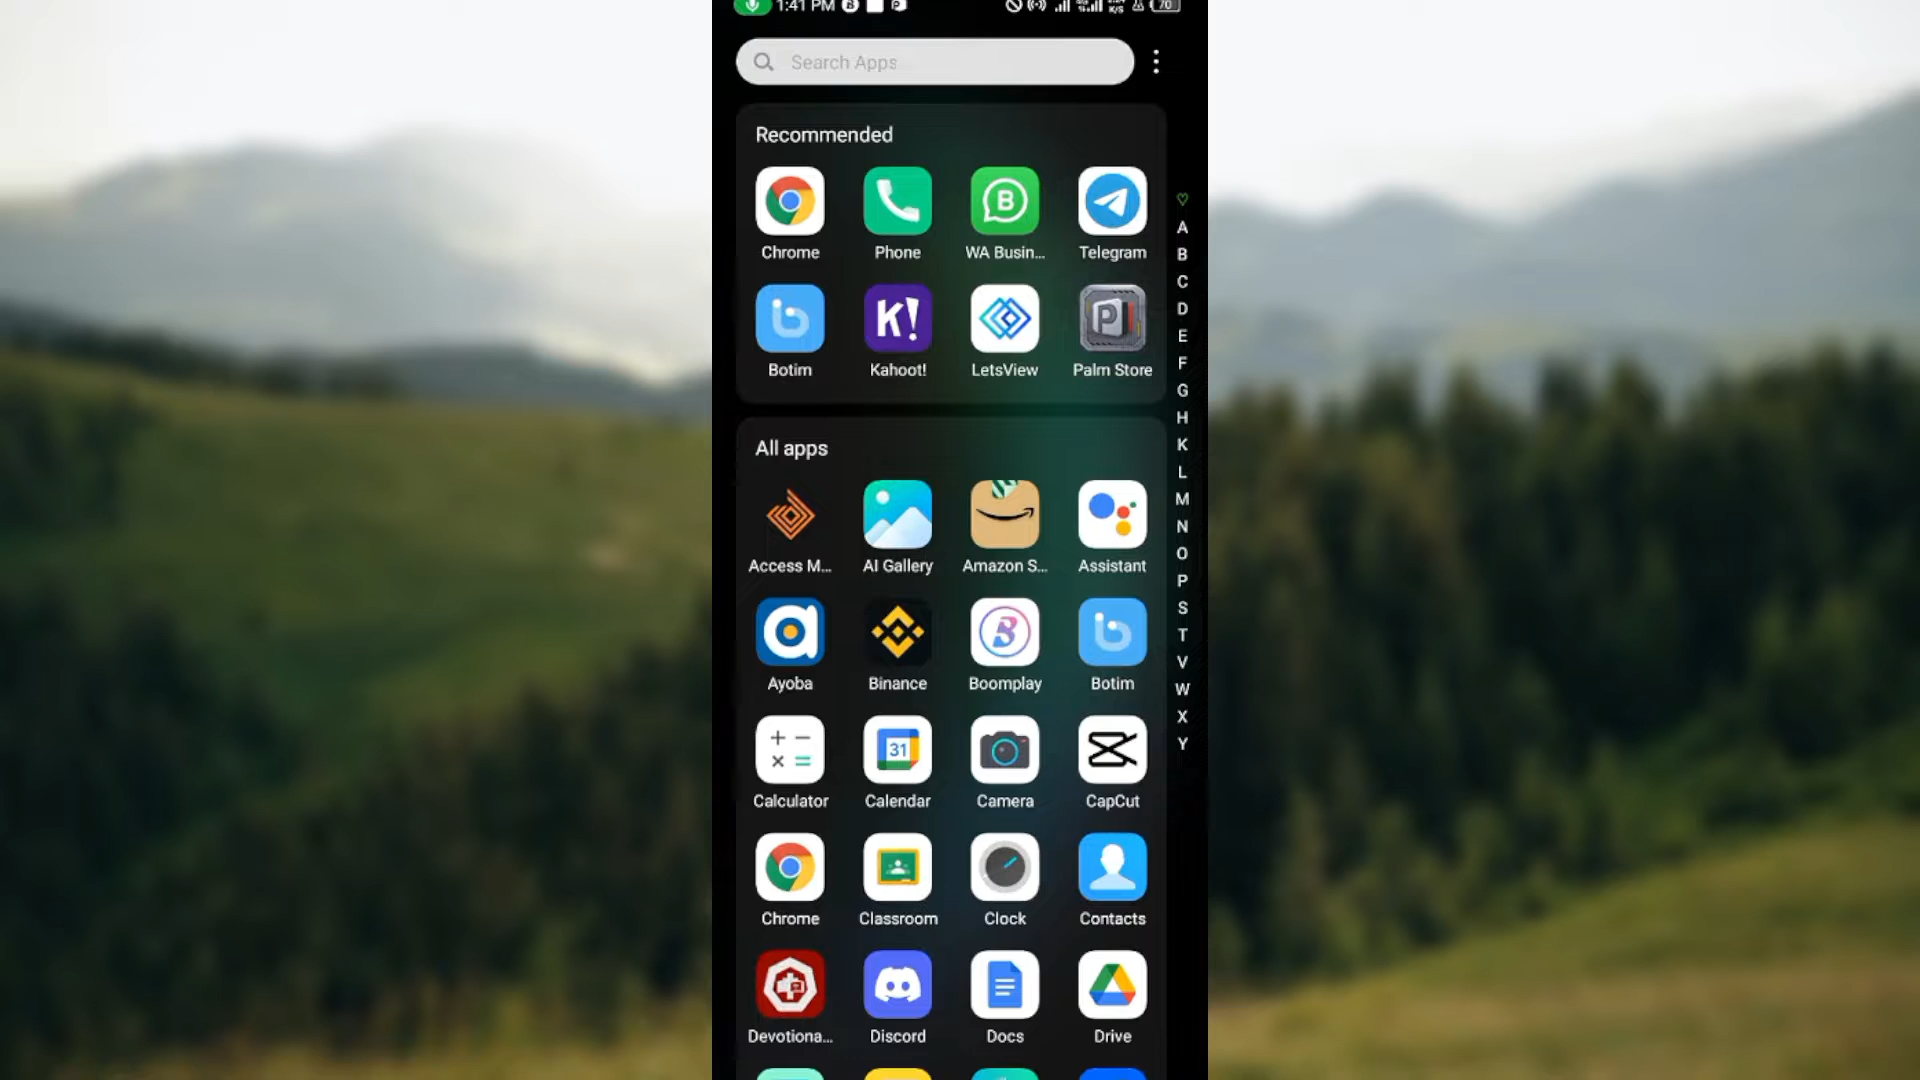 1:41 PM
70
Search Apps
Recommended
Chrome Phone WA Busin... Telegram
Botim Kahoot! LetsView Palm Store
All apps
Access M... AI Gallery Amazon S... Assistant
Ayoba Binance Boomplay Botim
Calculator Calendar Camera CapCut
Chrome Classroom Clock Contacts
Devotiona... Discord Docs Drive
B
K!
P
B
31
A
B
C
D
E
F
G
H
K
L
M
N
O
P
S
T
V
W
X
Y